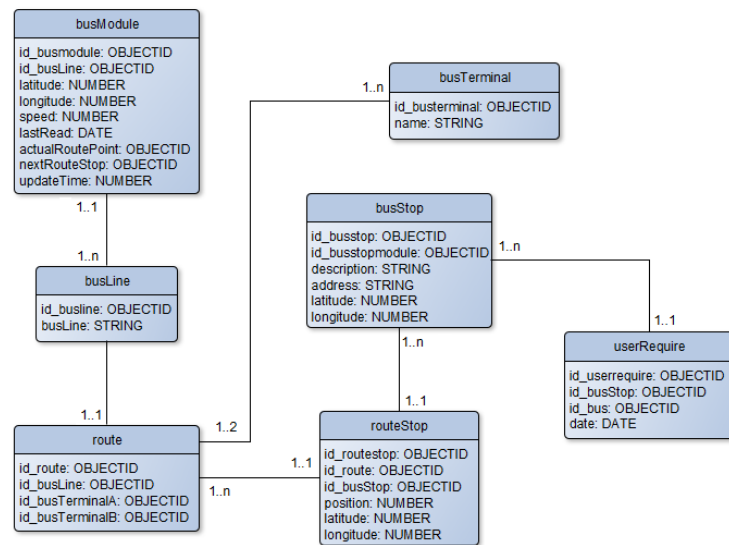 busModule
id_busmodule: OBJECTID
id_busLine: OBJECTID
latitude: NUMBER
longitude: NUMBER
speed: NUMBER
lastRead: DATE
actualRoutePoint: OBJECTID
nextRouteStop: OBJECTID
updateTime: NUMBER
1..1
1..n
busLine
id_busline: OBJECTID
busLine: STRING
1..1
route
id_route: OBJECTID
id_busLine: OBJECTID
id_busTerminalA: OBJECTID
id_busTerminalB: OBJECTID
1..2
1..n
busTerminal
id_busterminal: OBJECTID
name: STRING
1..n
1..1
routeStop
id_routestop: OBJECTID
id_route: OBJECTID
id_busStop: OBJECTID
position: NUMBER
latitude: NUMBER
longitude: NUMBER
1..1
1..n
busStop
id_busstop: OBJECTID
id_busstopmodule: OBJECTID
description: STRING
address: STRING
latitude: NUMBER
longitude: NUMBER
1..n
1..1
userRequire
id_userrequire: OBJECTID
id_busStop: OBJECTID
id_bus: OBJECTID
date: DATE